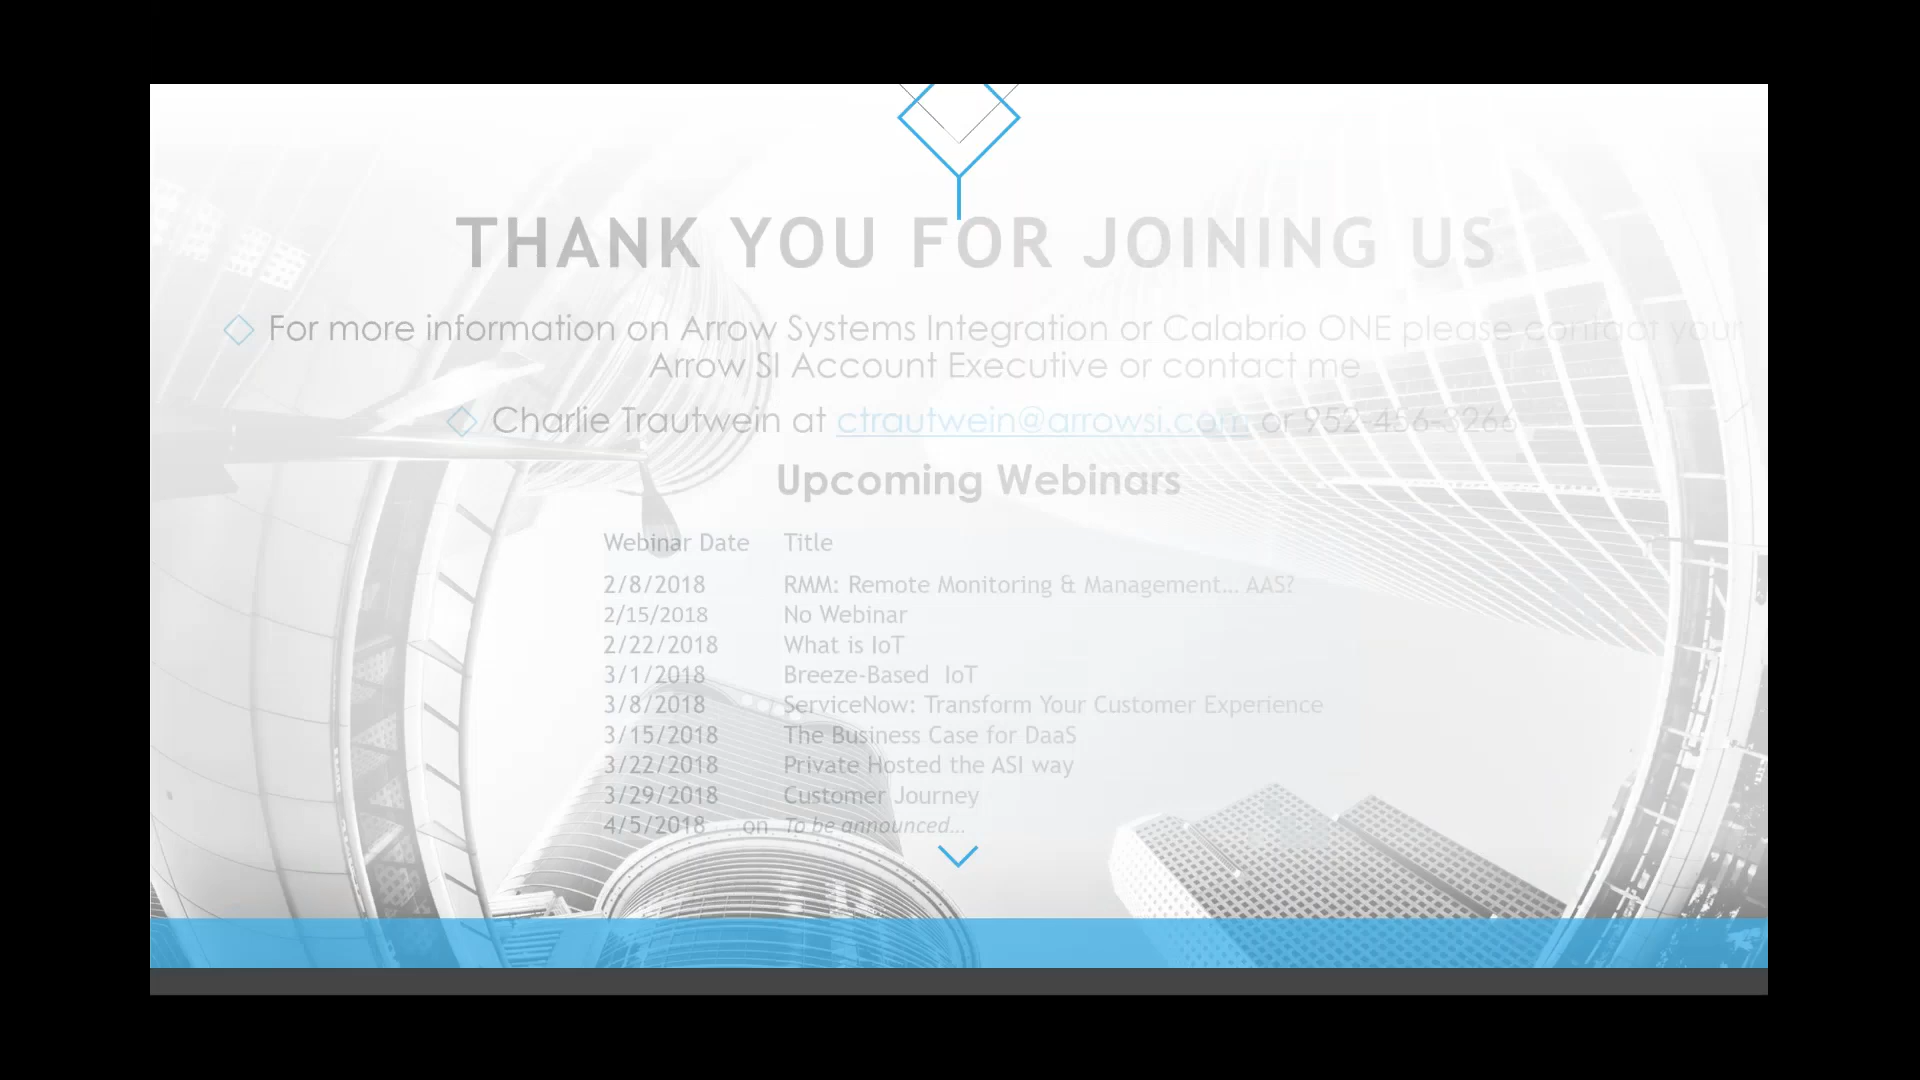 THANK YOU FOR JOINING US
For more information on Arrow Systems Integration or Calabrio ONE please contact your
Arrow SI Account Executive or contact me
Charlie Trautwein at ctrautwein@arrowsi.com or 952-456-3266
Upcoming Webinars
Webinar Date Title
2/8/2018 RMM: Remote Monitoring & Management... AAS?
2/15/2018 No Webinar
2/22/2018 What is IoT
3/1/2018 Breeze-Based IoT
3/8/2018 ServiceNow: Transform Your Customer Experience
3/15/2018 The Business Case for DaaS
3/22/2018 Private Hosted the ASI way
3/29/2018 Customer Journey
4/5/2018 on To be announced...